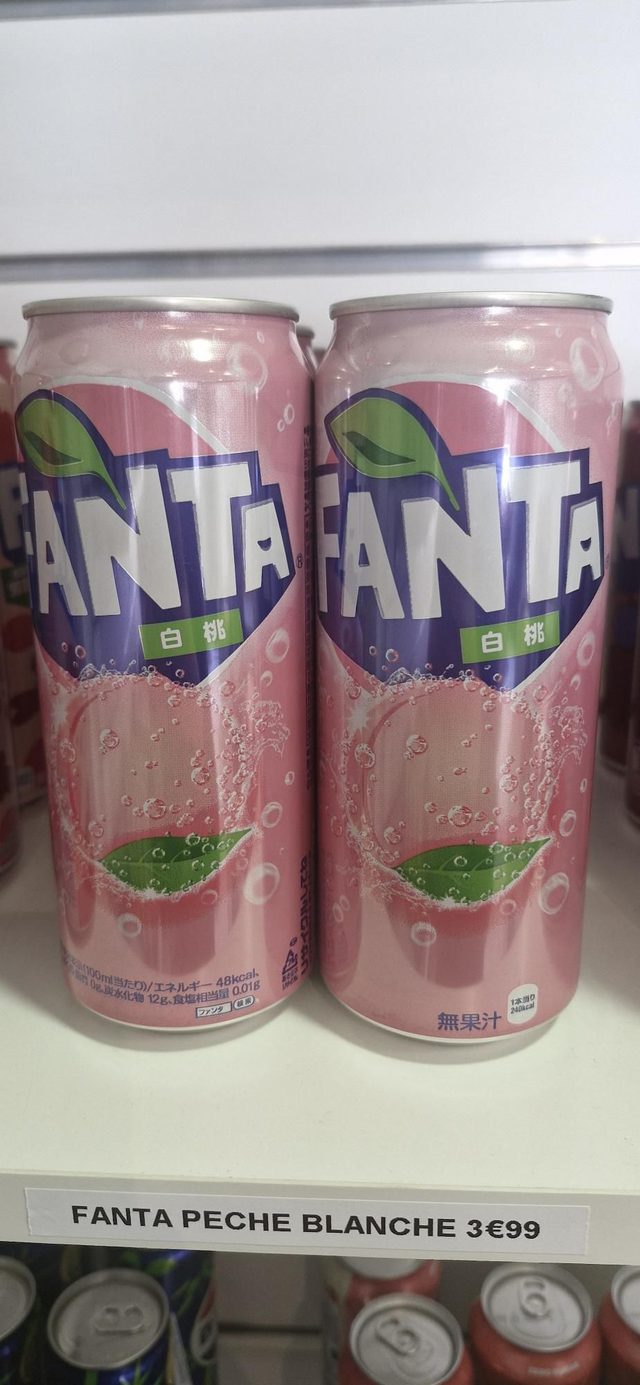 FANTA
白桃
(100ml当たり)/エネルギー 48kcal、
0g、炭水化物 12g、食塩相当量 0.01g
ファンタ
FANTA
白桃
無果汁
1本当り
240kcal
FANTA PECHE BLANCHE 3€99